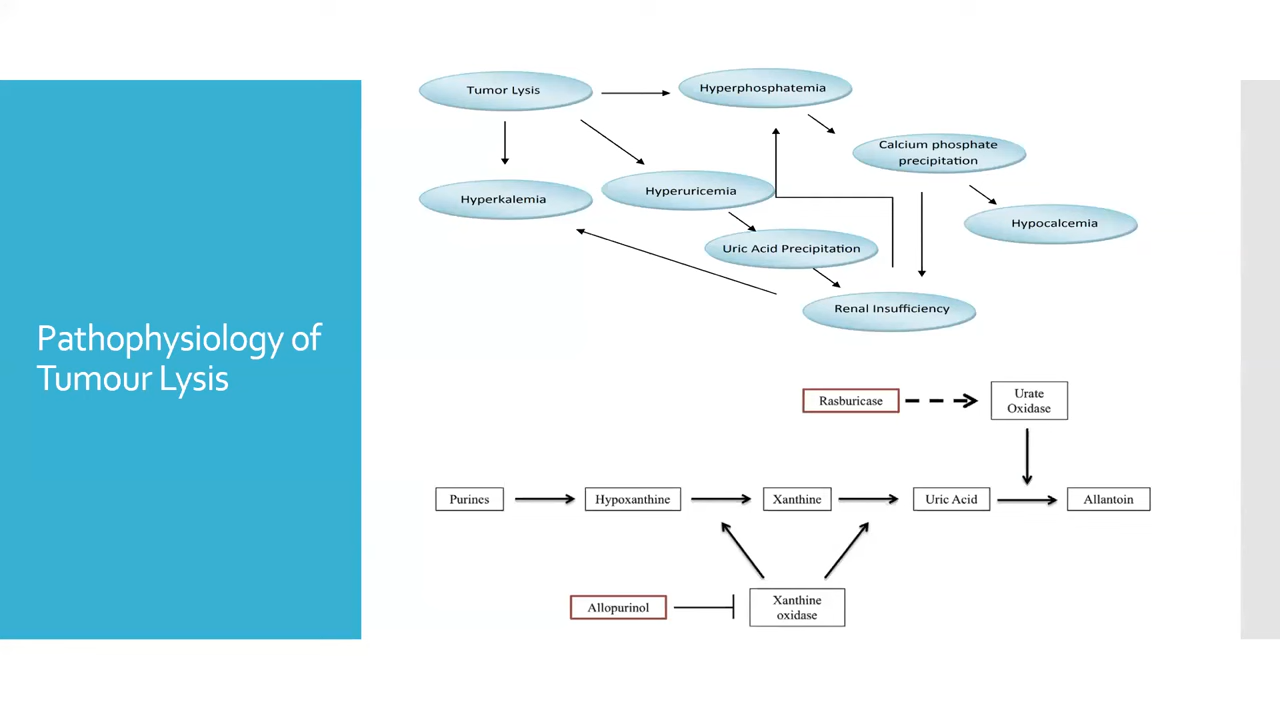 Pathophysiology of
Tumour Lysis
Tumor Lysis
Hyperphosphatemia
Calcium phosphate
precipitation
Hyperkalemia
Hyperuricemia
Hypocalcemia
Uric Acid Precipitation
Renal Insufficiency
Rasburicase
Urate
Oxidase
Purines
Hypoxanthine
Xanthine
Uric Acid
Allantoin
Allopurinol
Xanthine
oxidase